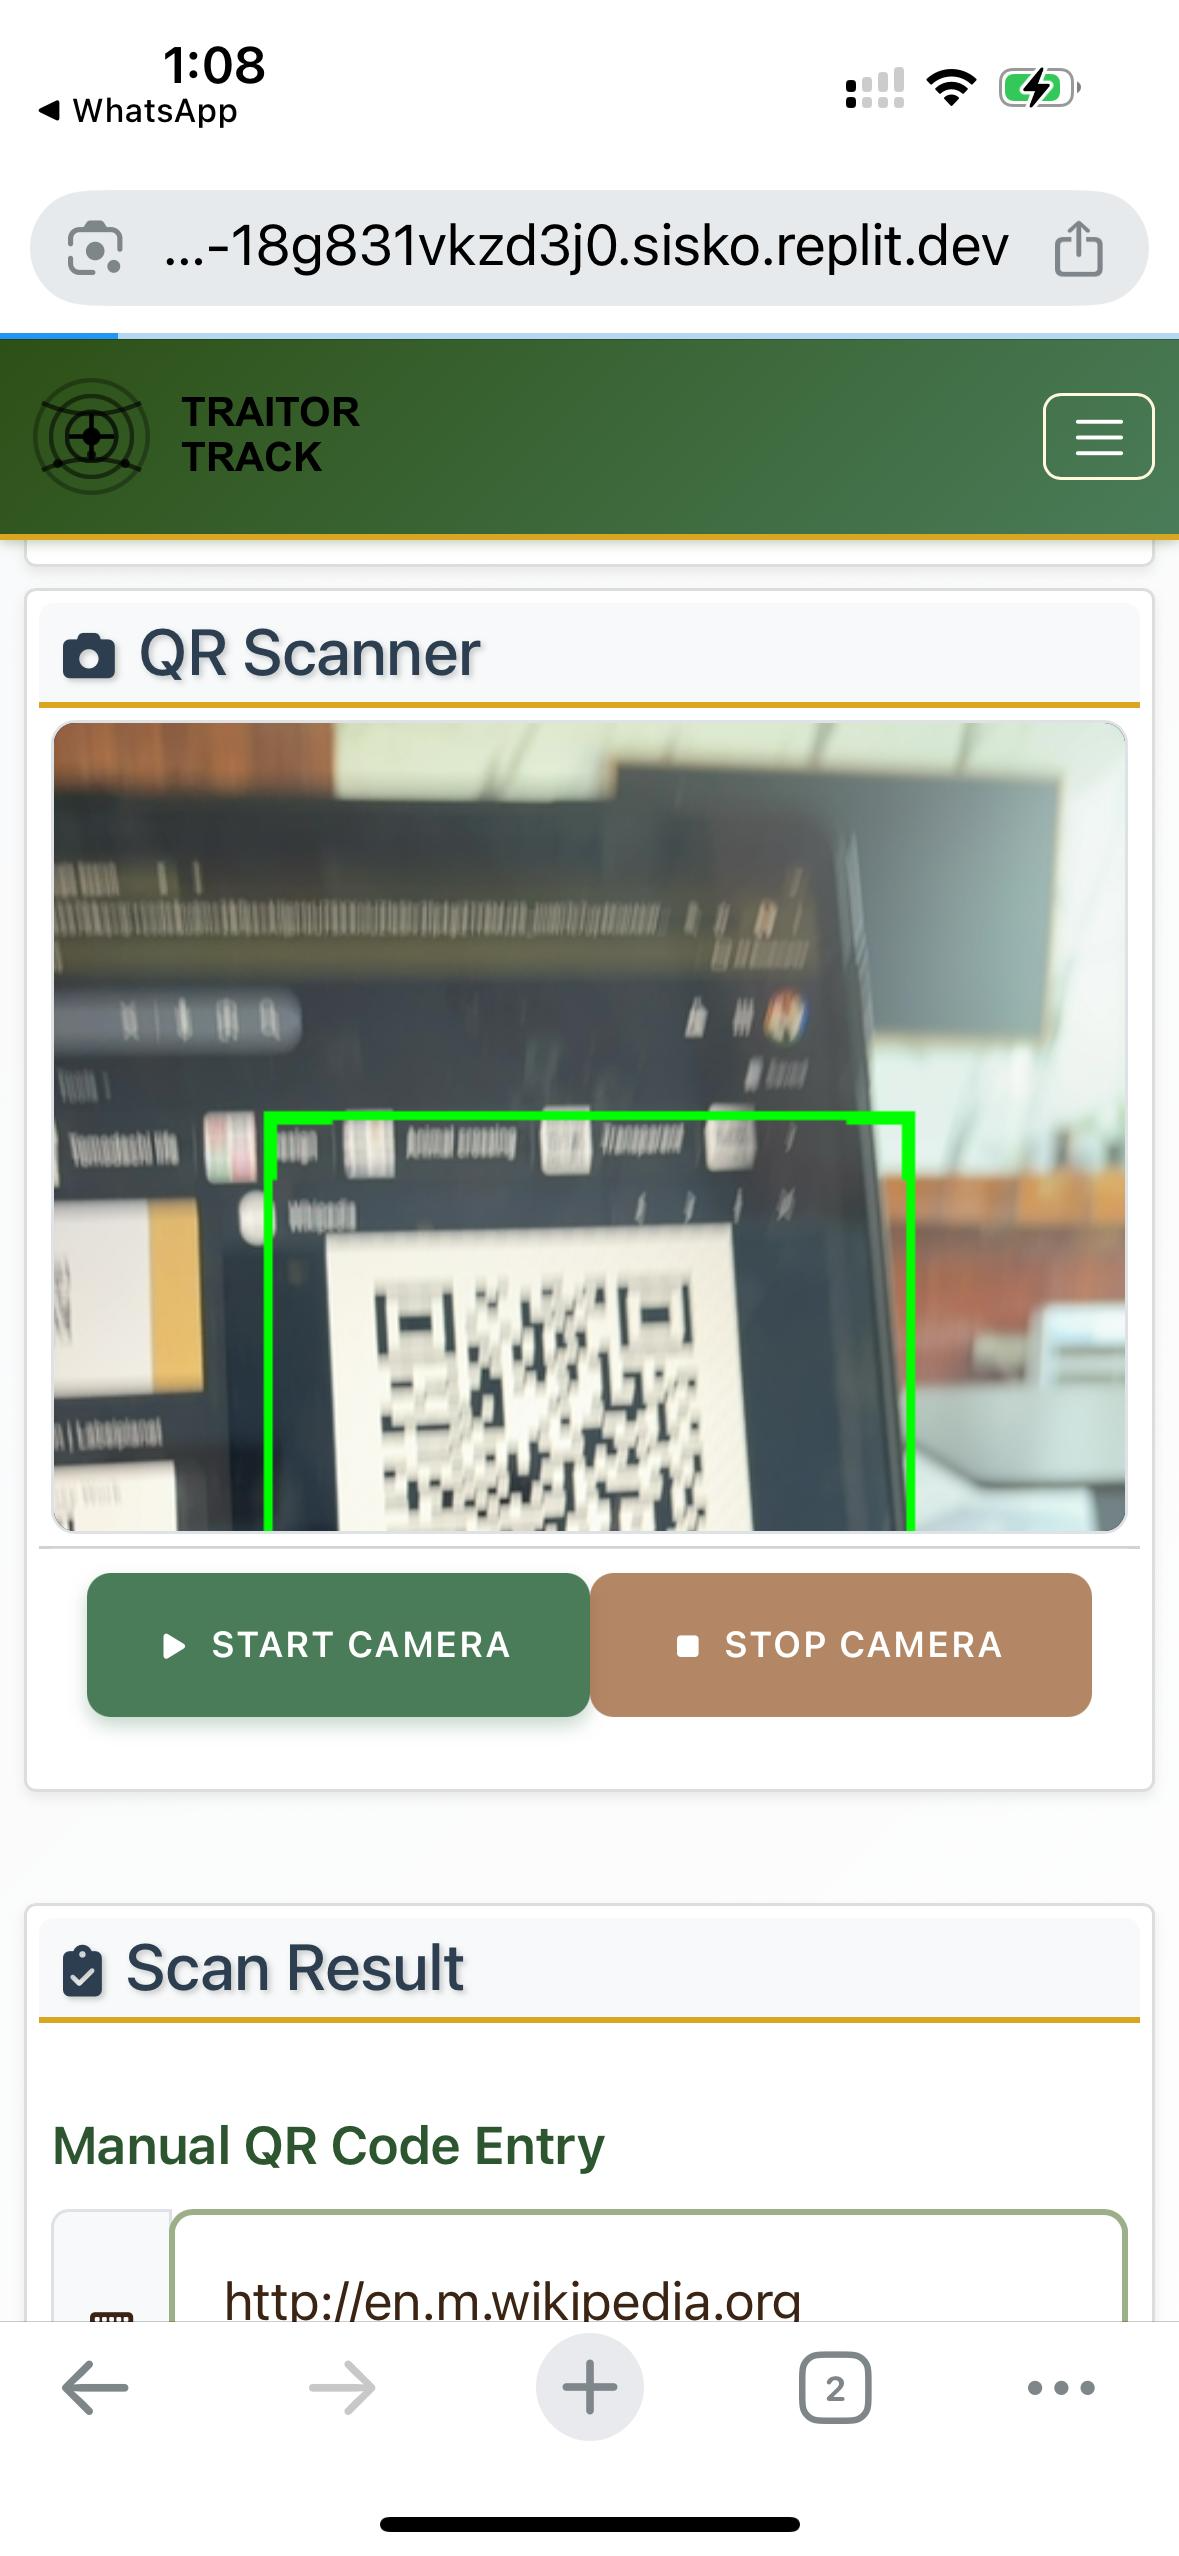 1:08
WhatsApp
...-18g831vkzd3j0.sisko.replit.dev
TRAITOR
TRACK
QR Scanner
Animal crossing
Transparent
Wikipedia
START CAMERA
STOP CAMERA
Scan Result
Manual QR Code Entry
http://en.m.wikipedia.org
2